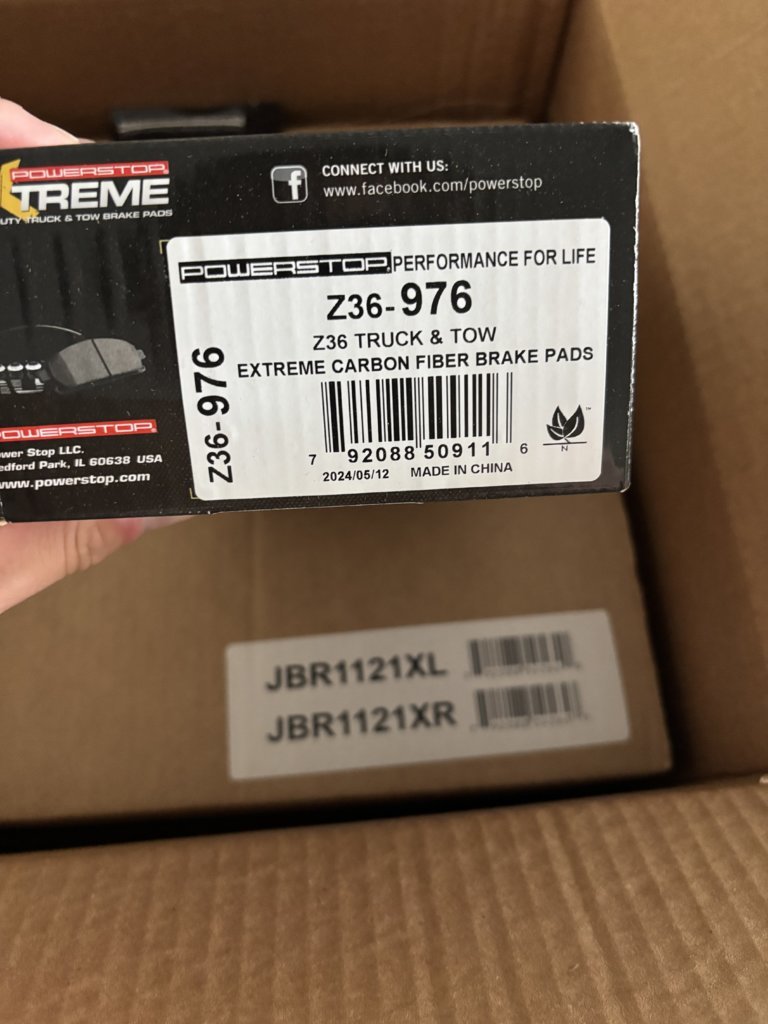 POWERSTOP
XTREME
UTY TRUCK & TOW BRAKE PADS
CONNECT WITH US:
www.facebook.com/powerstop
POWERSTOP PERFORMANCE FOR LIFE
Z36-976
Z36 TRUCK & TOW
EXTREME CARBON FIBER BRAKE PADS
Z36-976
7 92088 50911 6
N
2024/05/12 MADE IN CHINA
OWERSTOP
ower Stop LLC.
edford Park, IL 60638 USA
www.powerstop.com
JBR1121XL
JBR1121XR